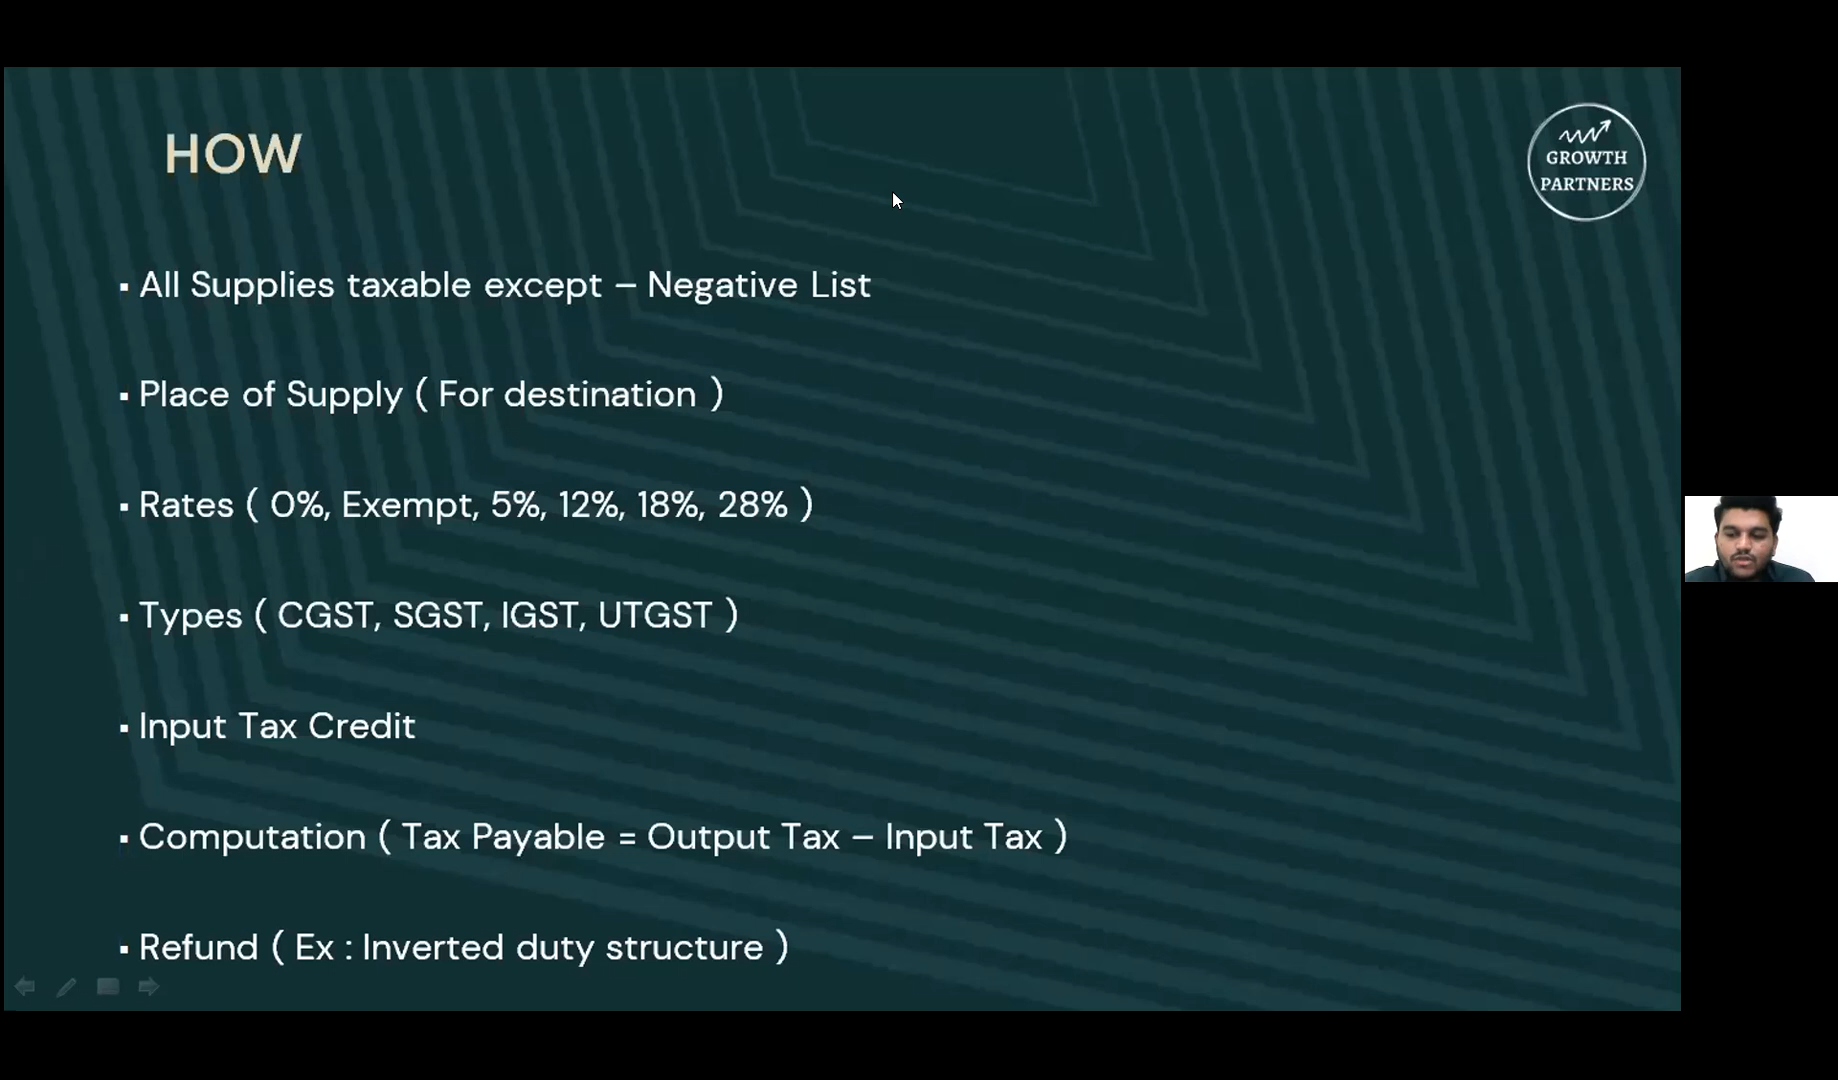 HOW
GROWTH
PARTNERS
▪ All Supplies taxable except – Negative List
▪ Place of Supply ( For destination )
▪ Rates ( 0%, Exempt, 5%, 12%, 18%, 28% )
▪ Types ( CGST, SGST, IGST, UTGST )
▪ Input Tax Credit
▪ Computation ( Tax Payable = Output Tax – Input Tax )
▪ Refund ( Ex : Inverted duty structure )